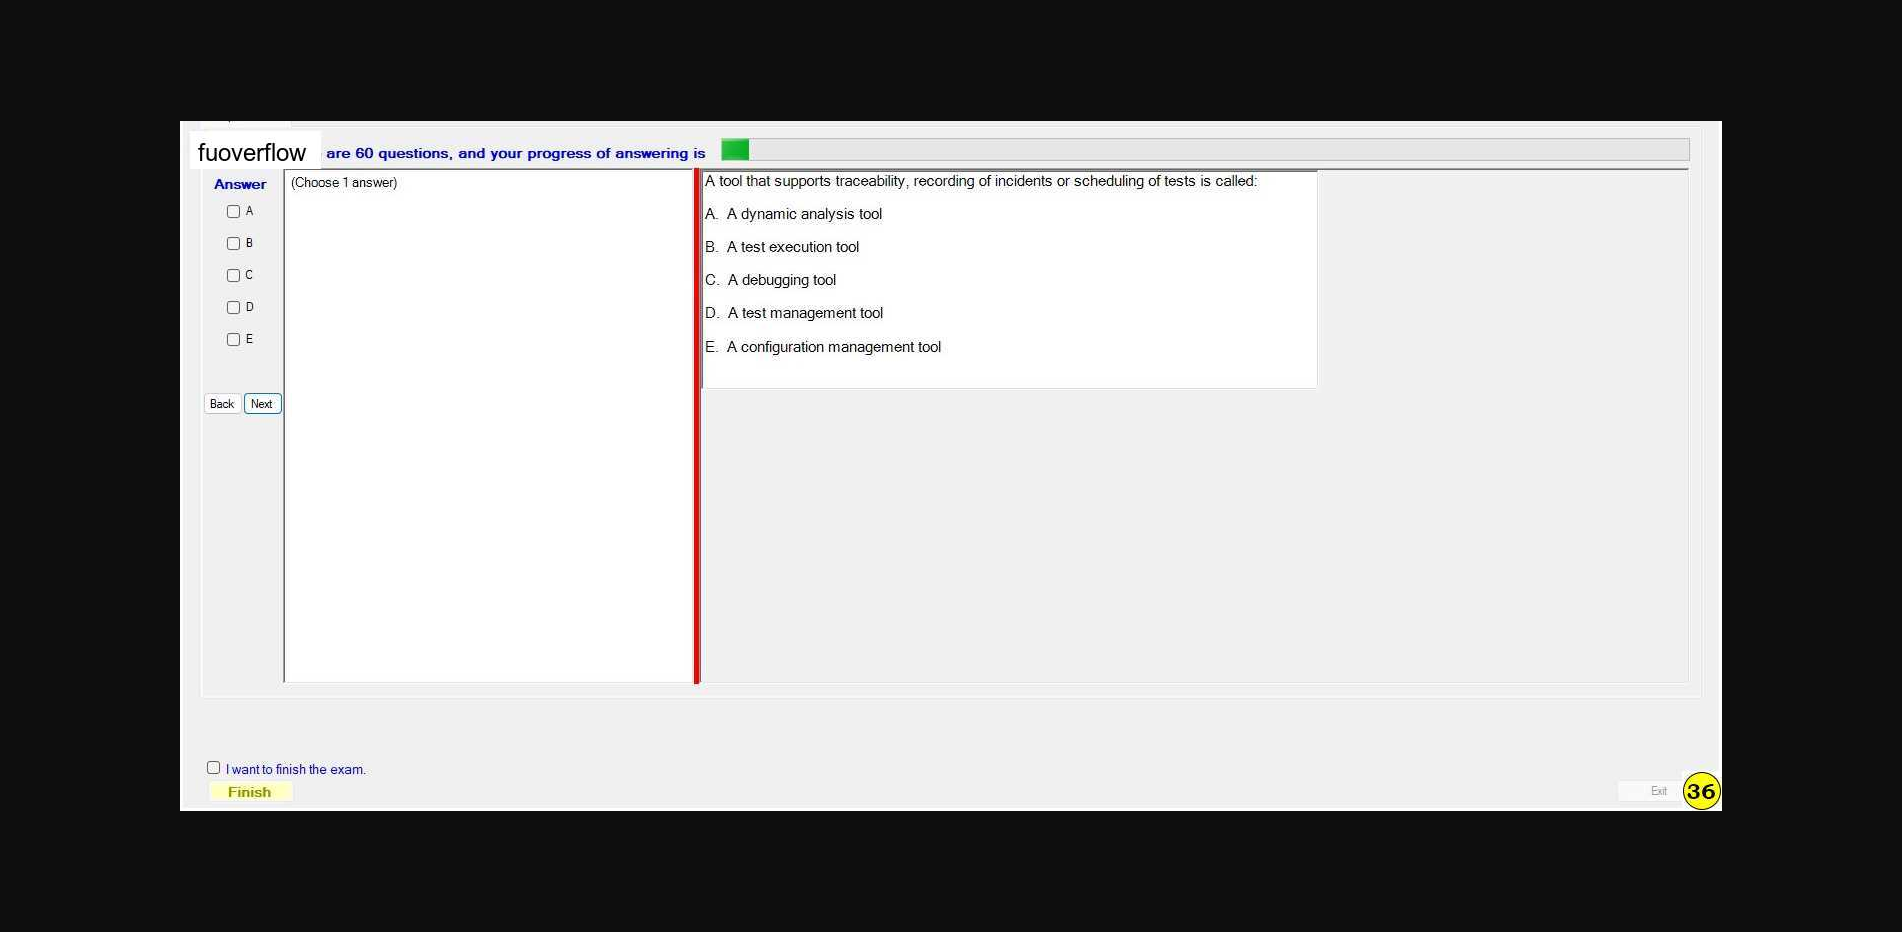 fuoverflow are 60 questions, and your progress of answering is
Answer
(Choose 1 answer)
A
B
C
D
E
Back Next
A tool that supports traceability, recording of incidents or scheduling of tests is called:
A. A dynamic analysis tool
B. A test execution tool
C. A debugging tool
D. A test management tool
E. A configuration management tool
I want to finish the exam.
Finish
Exit
36